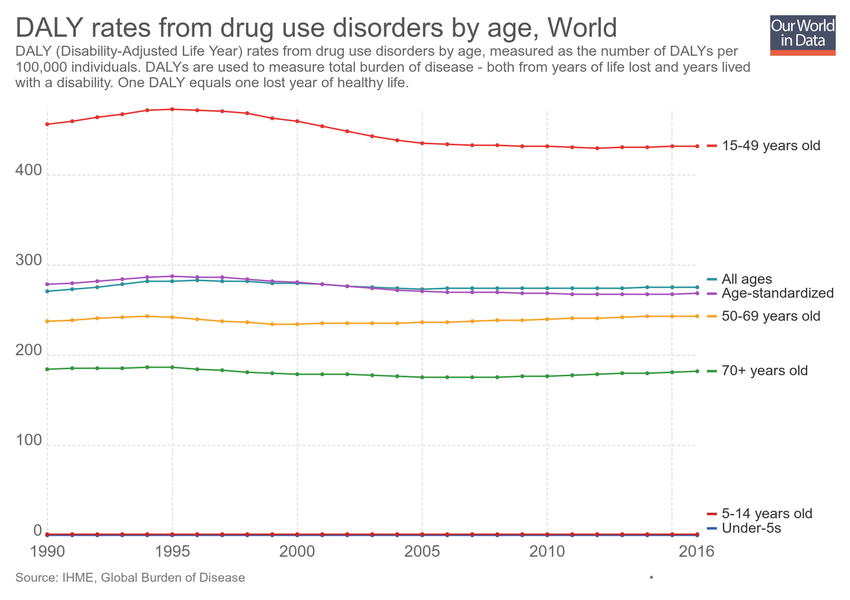 DALY rates from drug use disorders by age, World
Our World
in Data
DALY (Disability-Adjusted Life Year) rates from drug use disorders by age, measured as the number of DALYs per
100,000 individuals. DALYs are used to measure total burden of disease - both from years of life lost and years lived
with a disability. One DALY equals one lost year of healthy life.
15-49 years old
400
300
All ages
Age-standardized
50-69 years old
200
70+ years old
100
5-14 years old
Under-5s
0
1990 1995 2000 2005 2010 2016
Source: IHME, Global Burden of Disease